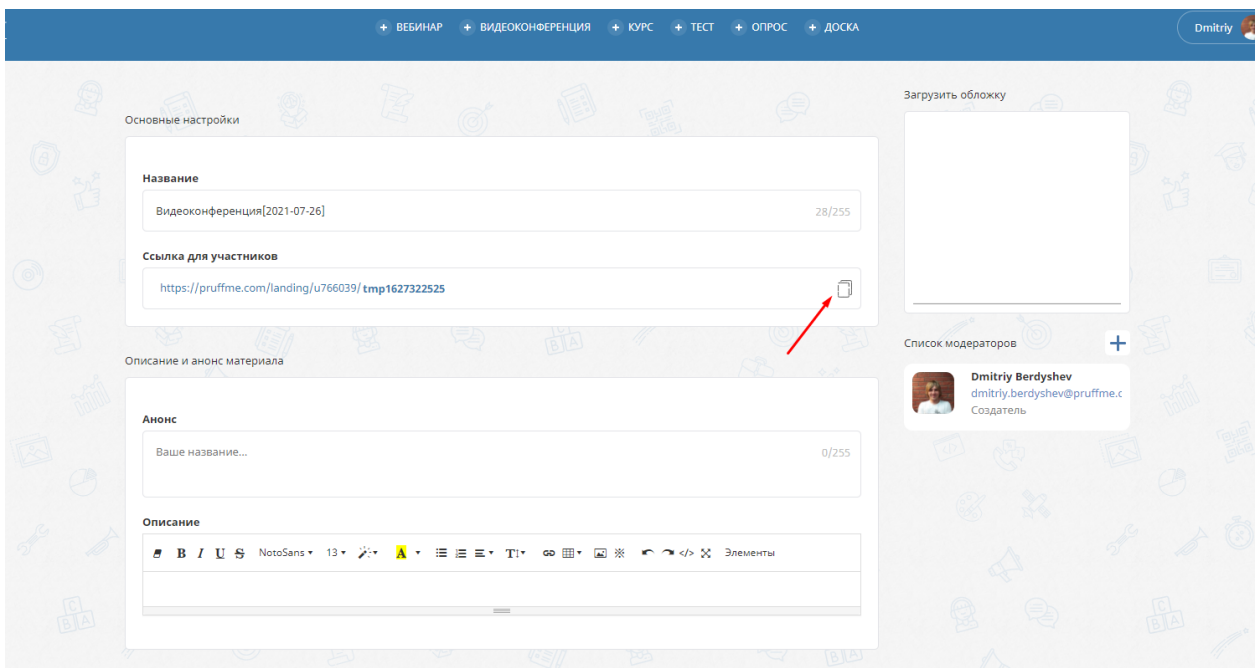 ВЕБИНАР ВИДЕОКОНФЕРЕНЦИЯ КУРС ТЕСТ ОПРОС ДОСКА
Dmitriy
Основные настройки
Название
Видеоконференция[2021-07-26]
28/255
Ссылка для участников
https://pruffme.com/landing/u766039/tmp1627322525
Описание и анонс материала
Анонс
Ваше название...
0/255
Описание
B I U S NotoSans 13 A T Элементы
Загрузить обложку
Список модераторов
Dmitriy Berdyshev
dmitriy.berdyshev@pruffme.c
Создатель